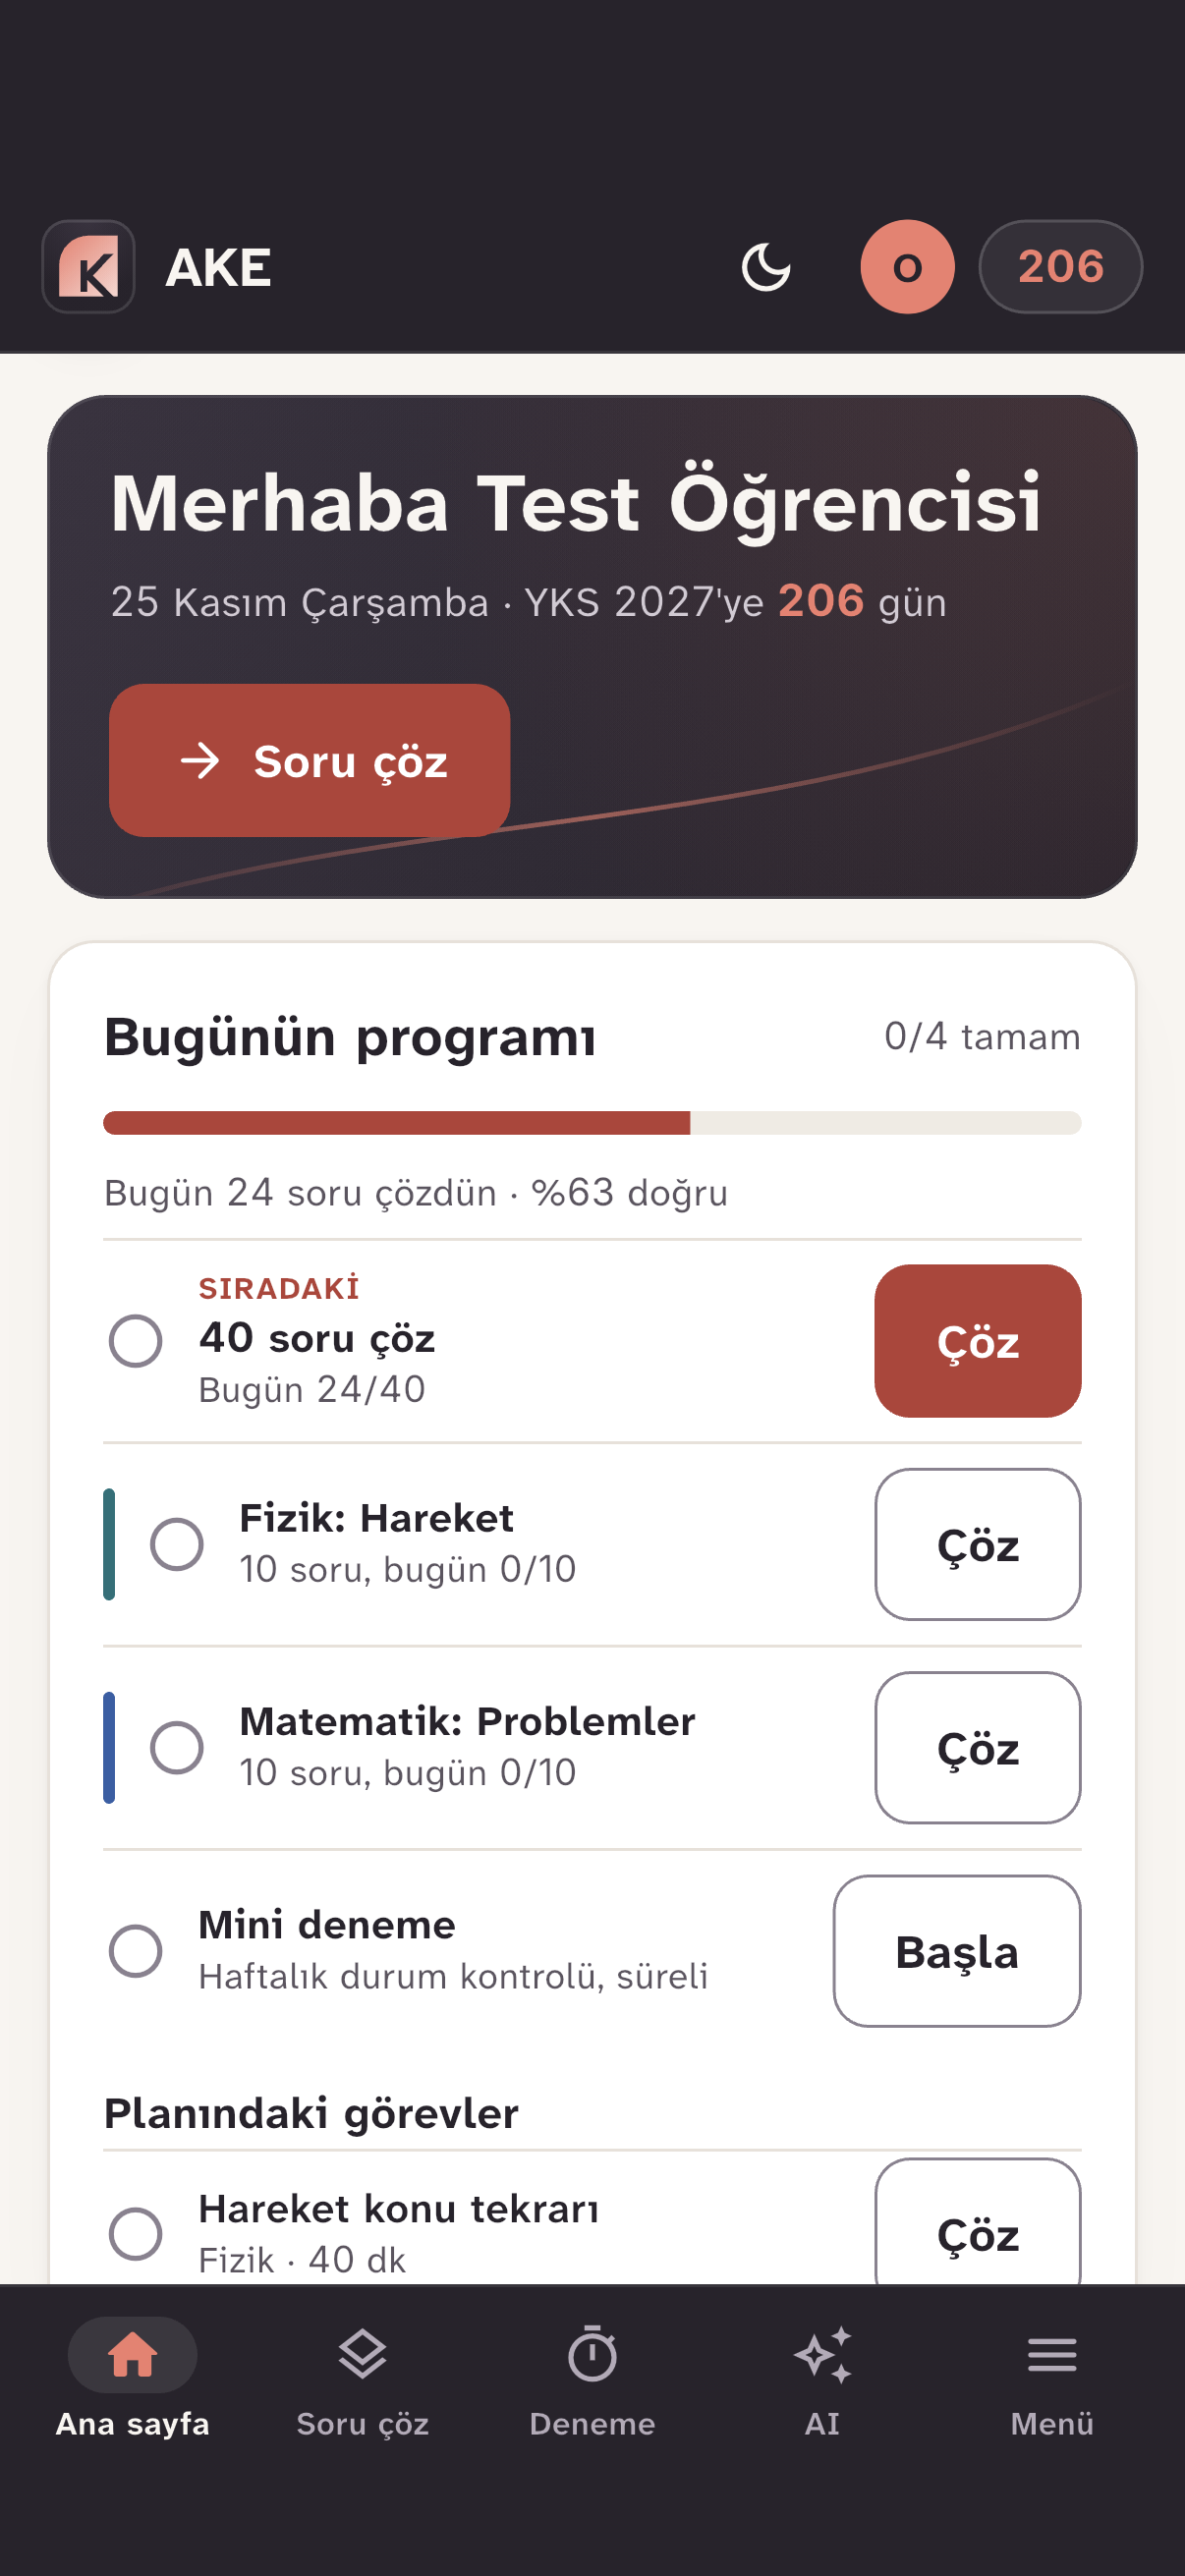 K AKE O 206
Merhaba Test Öğrencisi
25 Kasım Çarşamba · YKS 2027'ye 206 gün
→ Soru çöz
Bugünün programı 0/4 tamam
Bugün 24 soru çözdün · %63 doğru
SIRADAKİ
40 soru çöz
Bugün 24/40
Çöz
Fizik: Hareket
10 soru, bugün 0/10
Çöz
Matematik: Problemler
10 soru, bugün 0/10
Çöz
Mini deneme
Haftalık durum kontrolü, süreli
Başla
Planındaki görevler
Hareket konu tekrarı
Fizik · 40 dk
Çöz
Ana sayfa Soru çöz Deneme AI Menü